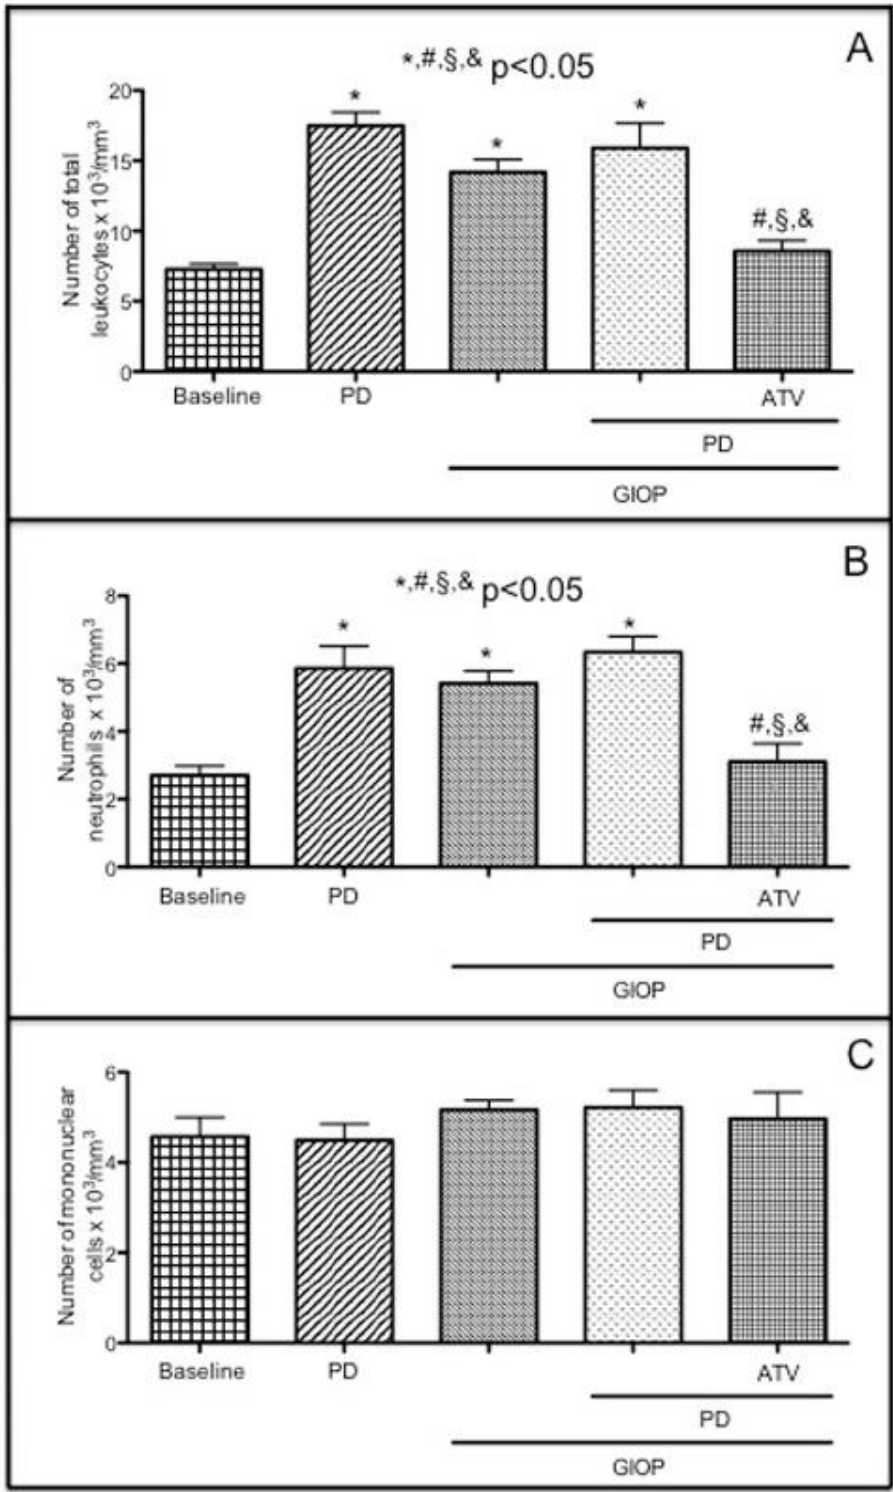 A
*,#,§,& p<0.05
Number of total
leukocytes x 10³/mm³
20
15
10
5
0
*
*
*
#,§,&
Baseline PD ATV
PD
GIOP
B
*,#,§,& p<0.05
Number of
neutrophils x 10³/mm³
8
6
4
2
0
*
*
*
#,§,&
Baseline PD ATV
PD
GIOP
C
Number of mononuclear
cells x 10³/mm³
6
4
2
0
Baseline PD ATV
PD
GIOP